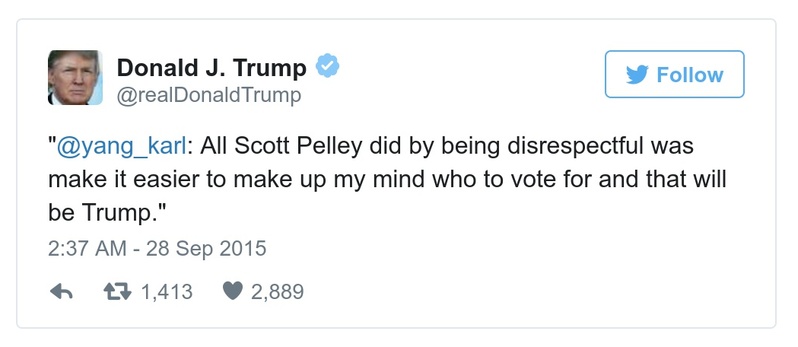 Donald J. Trump
@realDonaldTrump
Follow
"@yang_karl: All Scott Pelley did by being disrespectful was
make it easier to make up my mind who to vote for and that will
be Trump."
2:37 AM - 28 Sep 2015
1,413 2,889